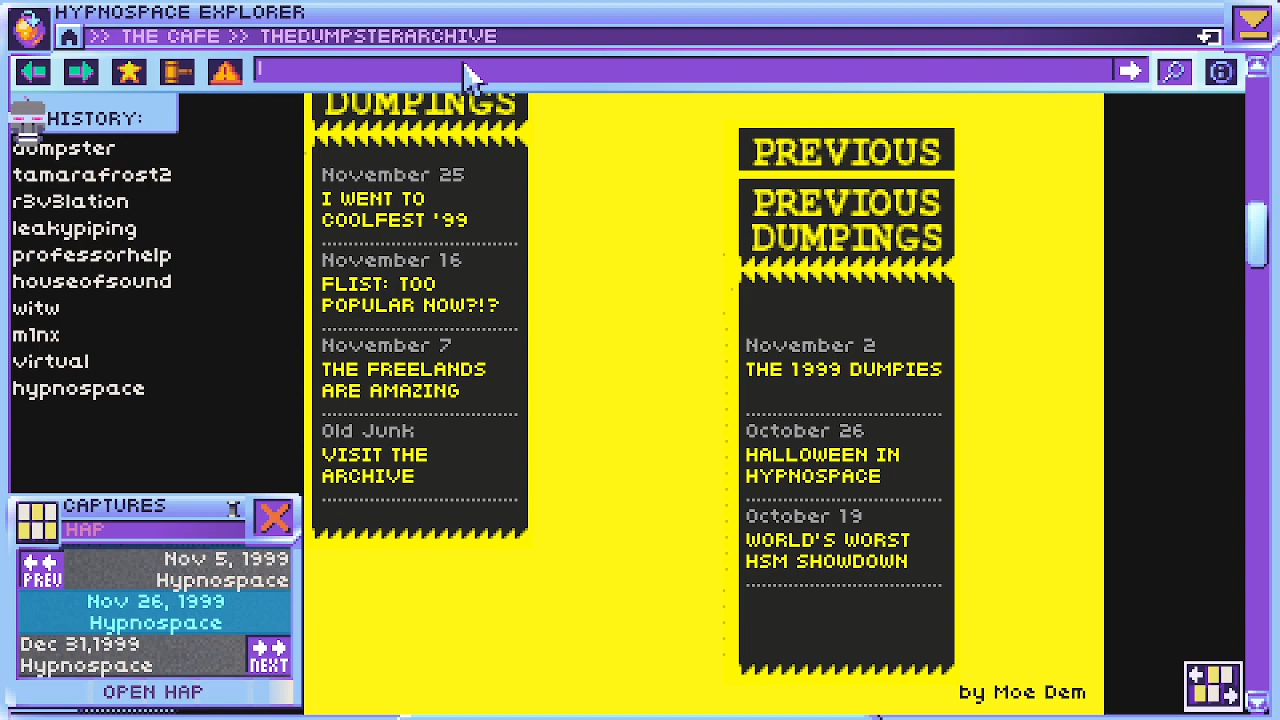 HYPNOSPACE EXPLORER
>> THE CAFE >> THEDUMPSTERARCHIVE
HISTORY:
dumpster
tamarafrost2
r3v3lation
leakypiping
professorhelp
houseofsound
witw
m1nx
virtual
hypnospace
CAPTURES
HAP
PREV
Nov 5, 1999
Hypnospace
Nov 26, 1999
Hypnospace
Dec 31,1999
Hypnospace
NEXT
OPEN HAP
DUMPINGS
November 25
I WENT TO
COOLFEST '99
November 16
FLIST: TOO
POPULAR NOW?!?
November 7
THE FREELANDS
ARE AMAZING
Old Junk
VISIT THE
ARCHIVE
PREVIOUS
PREVIOUS
DUMPINGS
November 2
THE 1999 DUMPIES
October 26
HALLOWEEN IN
HYPNOSPACE
October 19
WORLD'S WORST
HSM SHOWDOWN
by Moe Dem